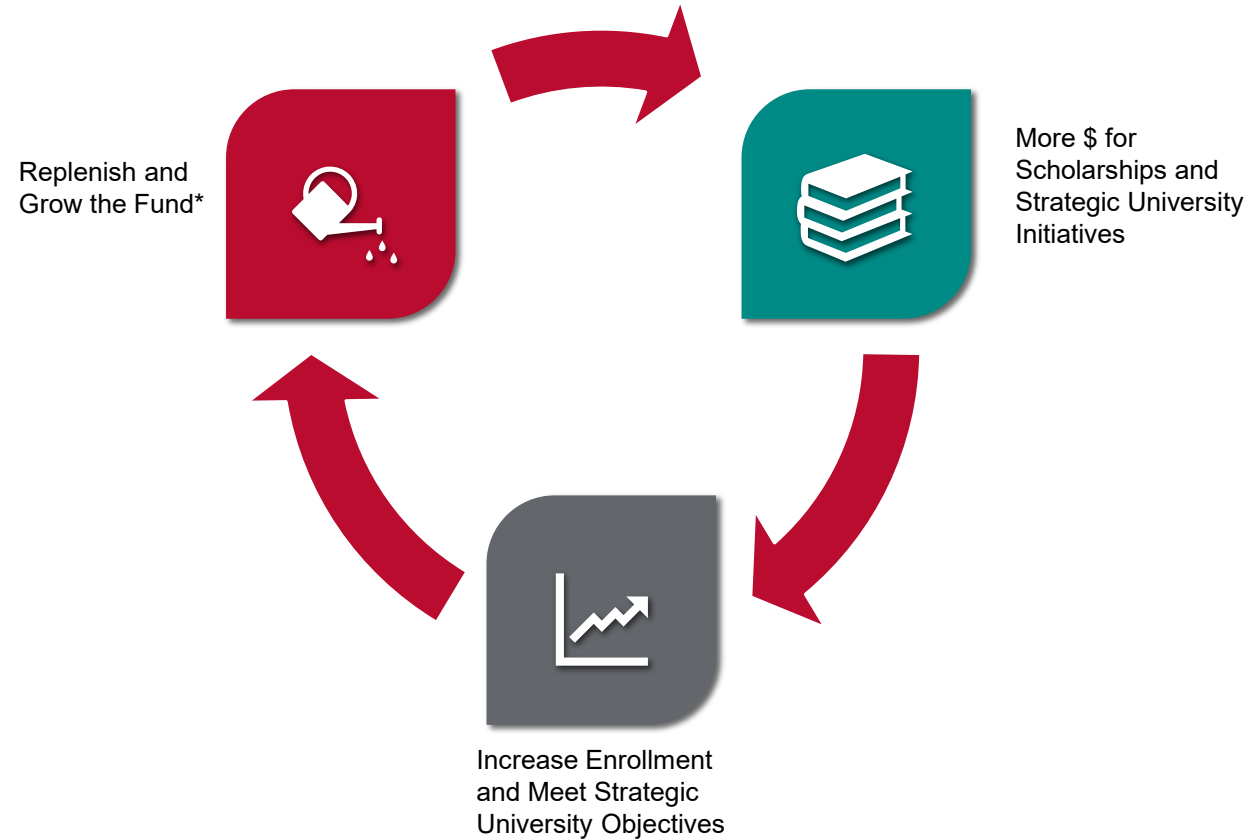 Replenish and
Grow the Fund*
More $ for
Scholarships and
Strategic University
Initiatives
Increase Enrollment
and Meet Strategic
University Objectives